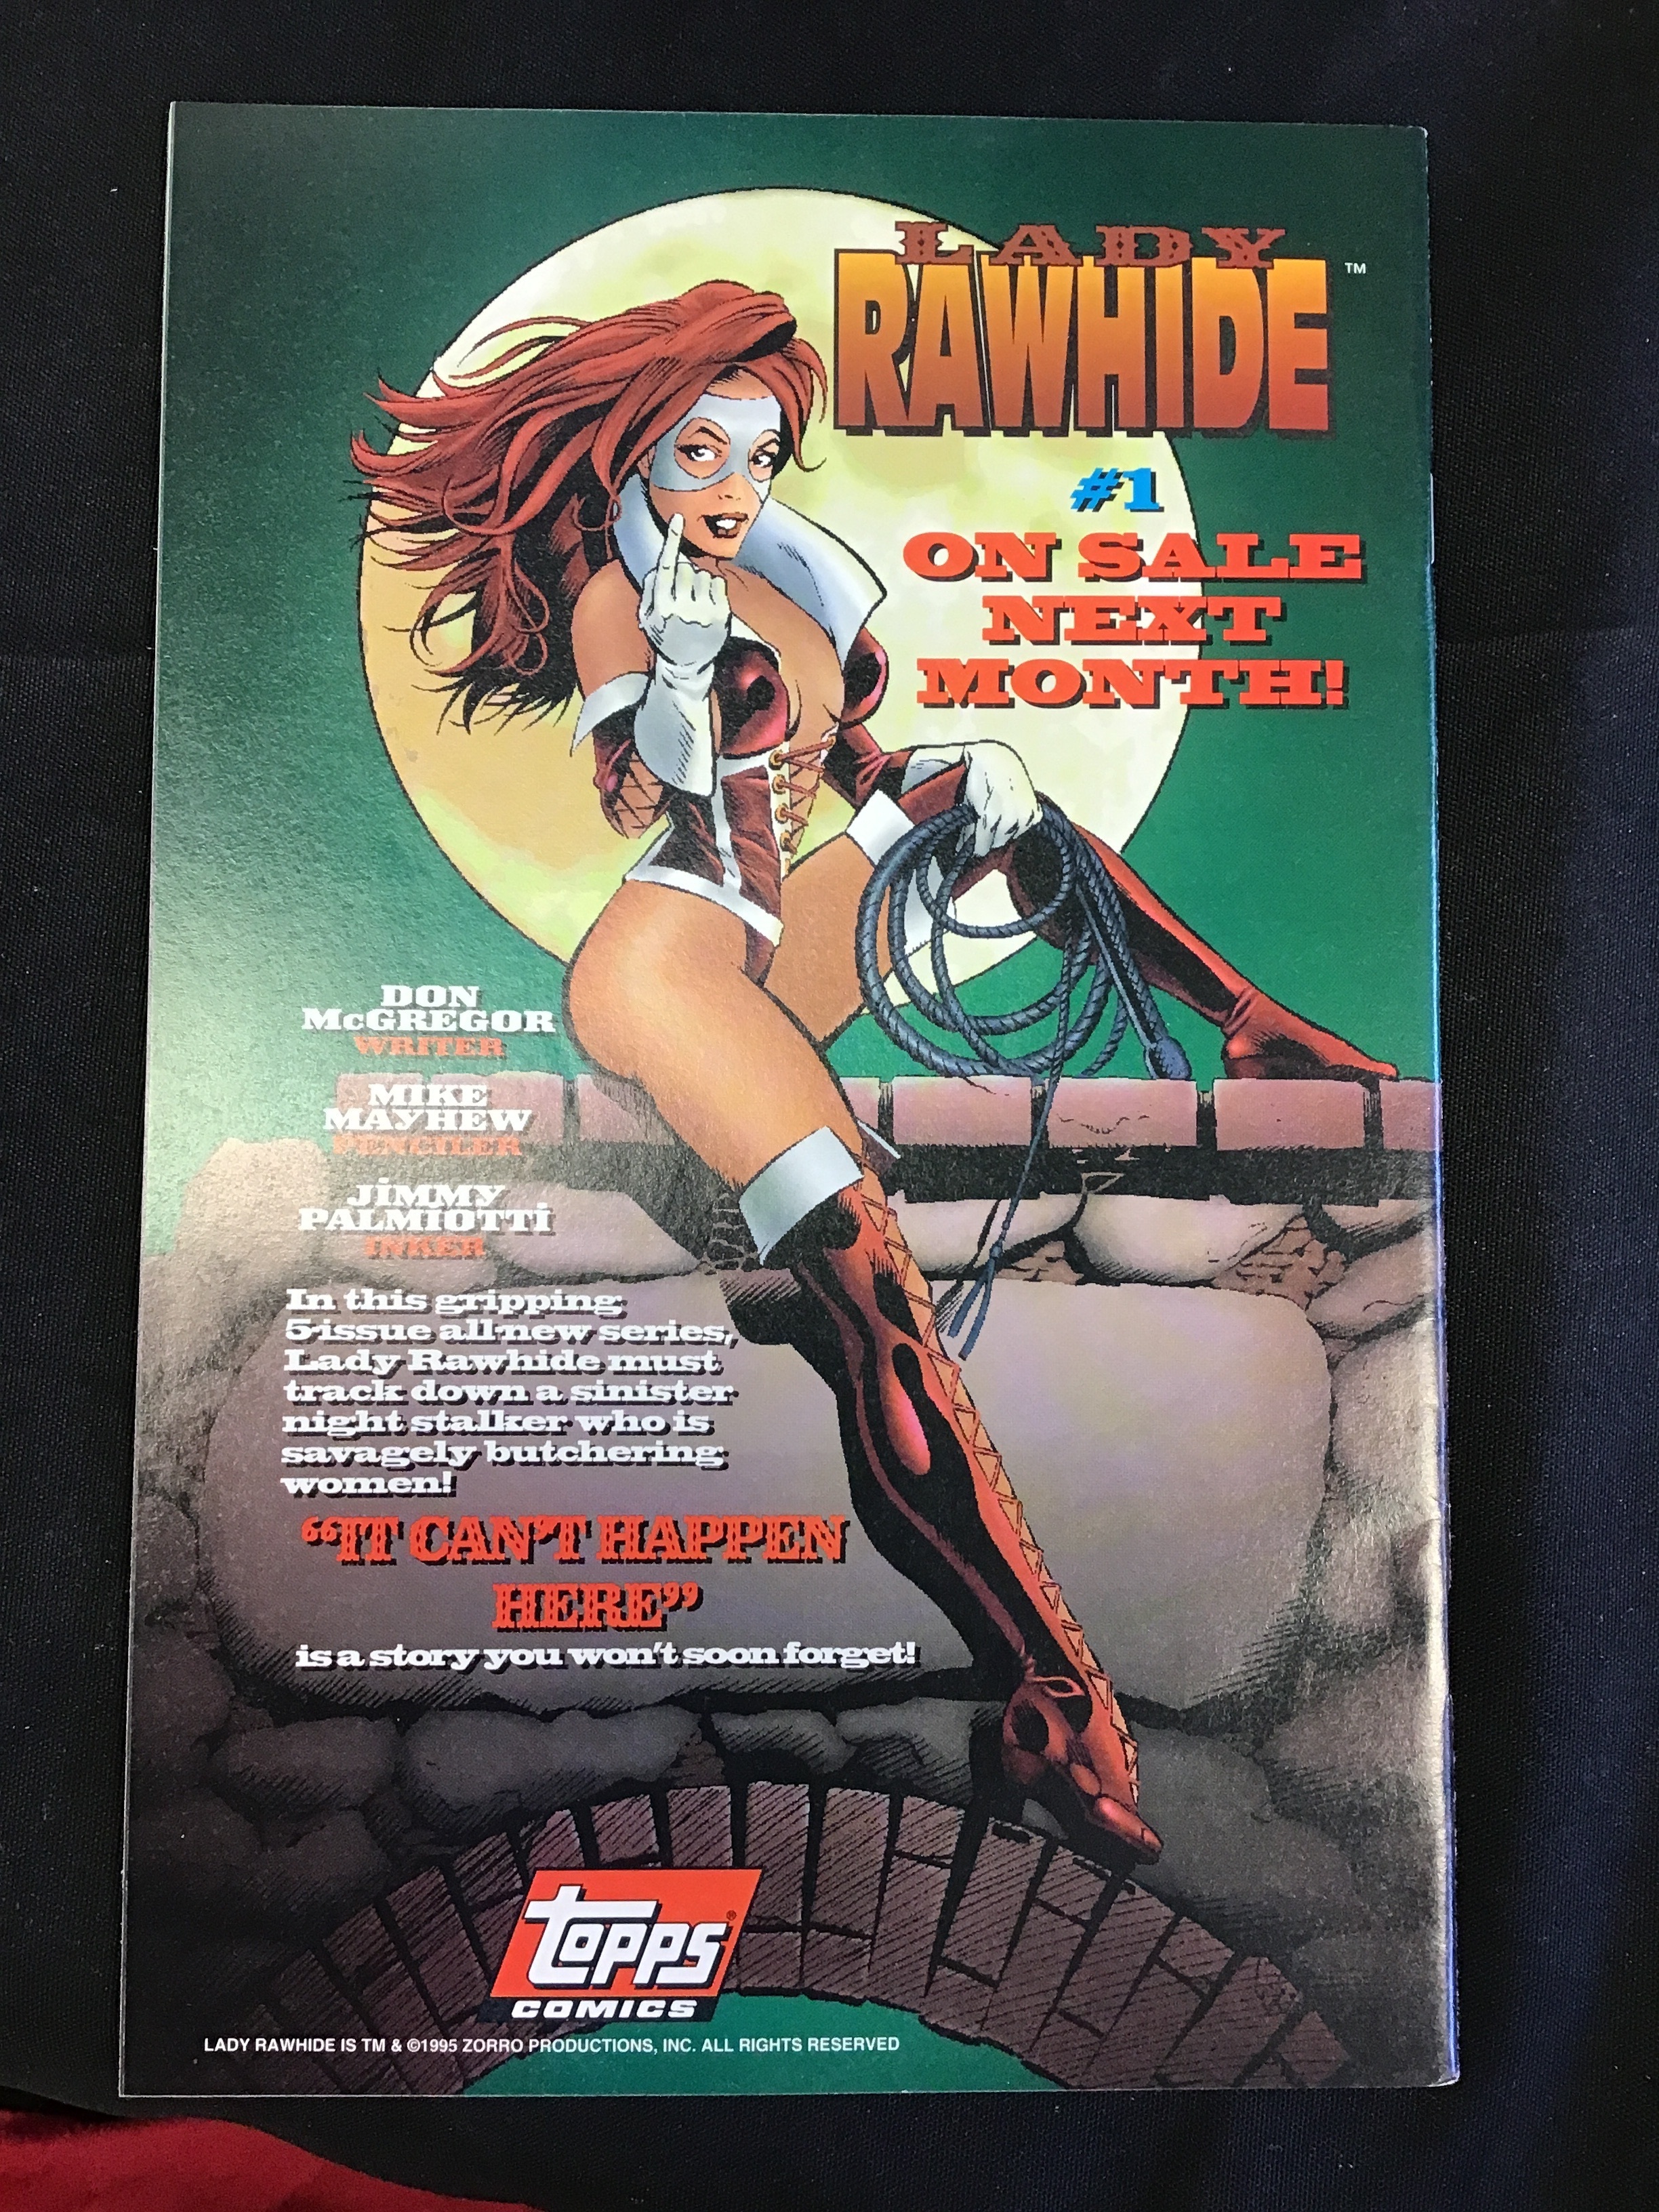 LADY
RAWHIDE ™
#1
ON SALE
NEXT
MONTH!
DON
McGREGOR
WRITER
MIKE
MAYHEW
PENCILER
JiMMY
PALMIOTTi
INKER
In this gripping
5-issue all-new series,
Lady Rawhide must
track down a sinister
night stalker who is
savagely butchering
women!
“IT CAN'T HAPPEN
HERE”
is a story you won't soon forget!
topps®
COMICS
LADY RAWHIDE IS TM & ©1995 ZORRO PRODUCTIONS, INC. ALL RIGHTS RESERVED